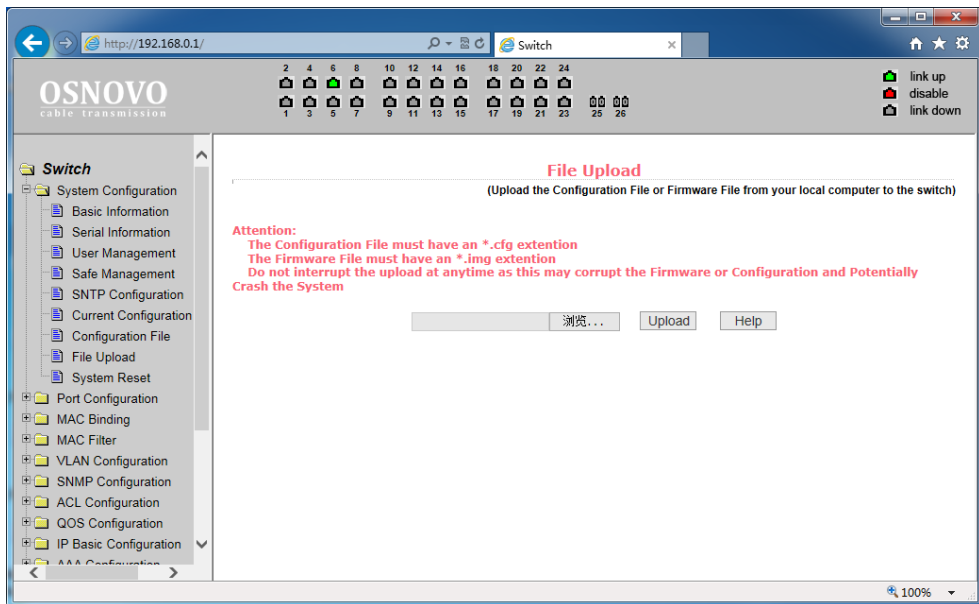 http://192.168.0.1/
Switch
OSNOVO
cable transmission
2 4 6 8 10 12 14 16 18 20 22 24
1 3 5 7 9 11 13 15 17 19 21 23 25 26
link up
disable
link down
Switch
System Configuration
Basic Information
Serial Information
User Management
Safe Management
SNTP Configuration
Current Configuration
Configuration File
File Upload
System Reset
Port Configuration
MAC Binding
MAC Filter
VLAN Configuration
SNMP Configuration
ACL Configuration
QOS Configuration
IP Basic Configuration
AAA Configuration
File Upload
(Upload the Configuration File or Firmware File from your local computer to the switch)
Attention:
The Configuration File must have an *.cfg extention
The Firmware File must have an *.img extention
Do not interrupt the upload at anytime as this may corrupt the Firmware or Configuration and Potentially
Crash the System
浏览... Upload Help
100%